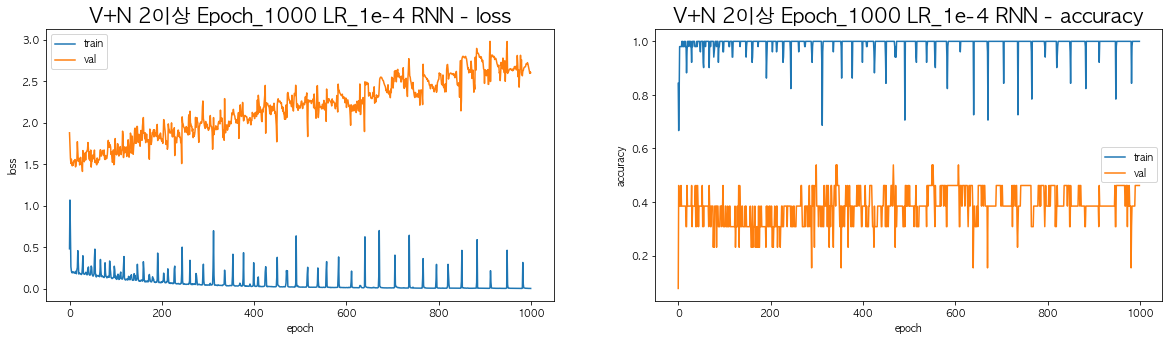 V+N 2이상 Epoch_1000 LR_1e-4 RNN - loss
3.0
2.5
2.0
1.5
1.0
0.5
0.0
loss
train
val
0 200 400 600 800 1000
epoch
V+N 2이상 Epoch_1000 LR_1e-4 RNN - accuracy
1.0
0.8
0.6
0.4
0.2
accuracy
train
val
0 200 400 600 800 1000
epoch